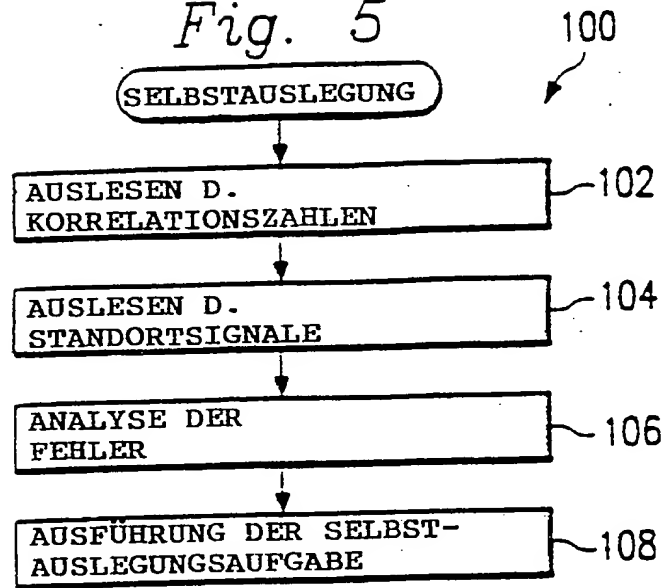 Fig. 5
100
SELBSTAUSLEGUNG
AUSLESEN D.
KORRELATIONSZAHLEN
102
AUSLESEN D.
STANDORTSIGNALE
104
ANALYSE DER
FEHLER
106
AUSFÜHRUNG DER SELBST-
AUSLEGUNGSAUFGABE
108